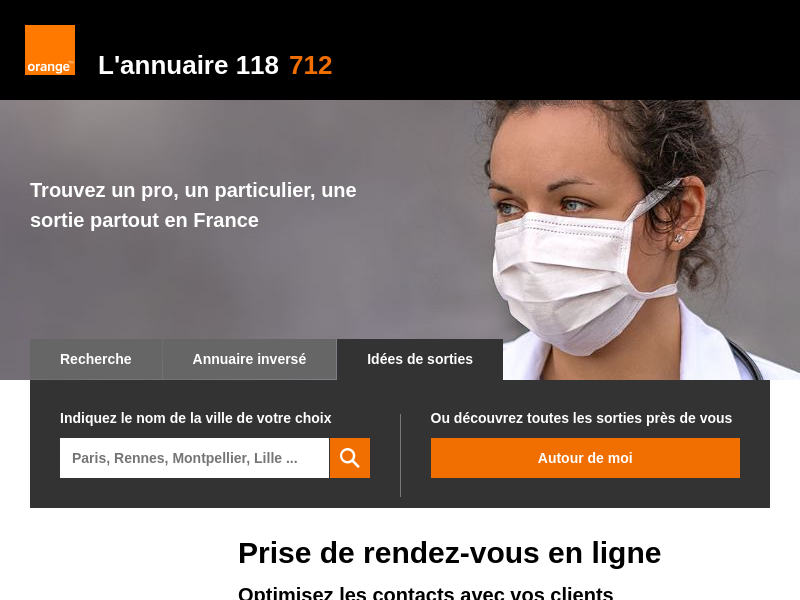 orange
L'annuaire 118 712
Trouvez un pro, un particulier, une
sortie partout en France
Recherche
Annuaire inversé
Idées de sorties
Indiquez le nom de la ville de votre choix
Paris, Rennes, Montpellier, Lille ...
Ou découvrez toutes les sorties près de vous
Autour de moi
Prise de rendez-vous en ligne
Optimisez les contacts avec vos clients